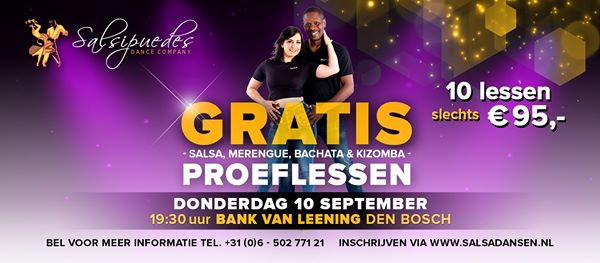 Salsipuedes
DANCE COMPANY
10 lessen
slechts € 95,-
GRATIS
- SALSA, MERENGUE, BACHATA & KIZOMBA -
PROEFLESSEN
DONDERDAG 10 SEPTEMBER
19:30 uur BANK VAN LEENING DEN BOSCH
BEL VOOR MEER INFORMATIE TEL. +31 (0)6 - 502 771 21 INSCHRIJVEN VIA WWW.SALSADANSEN.NL